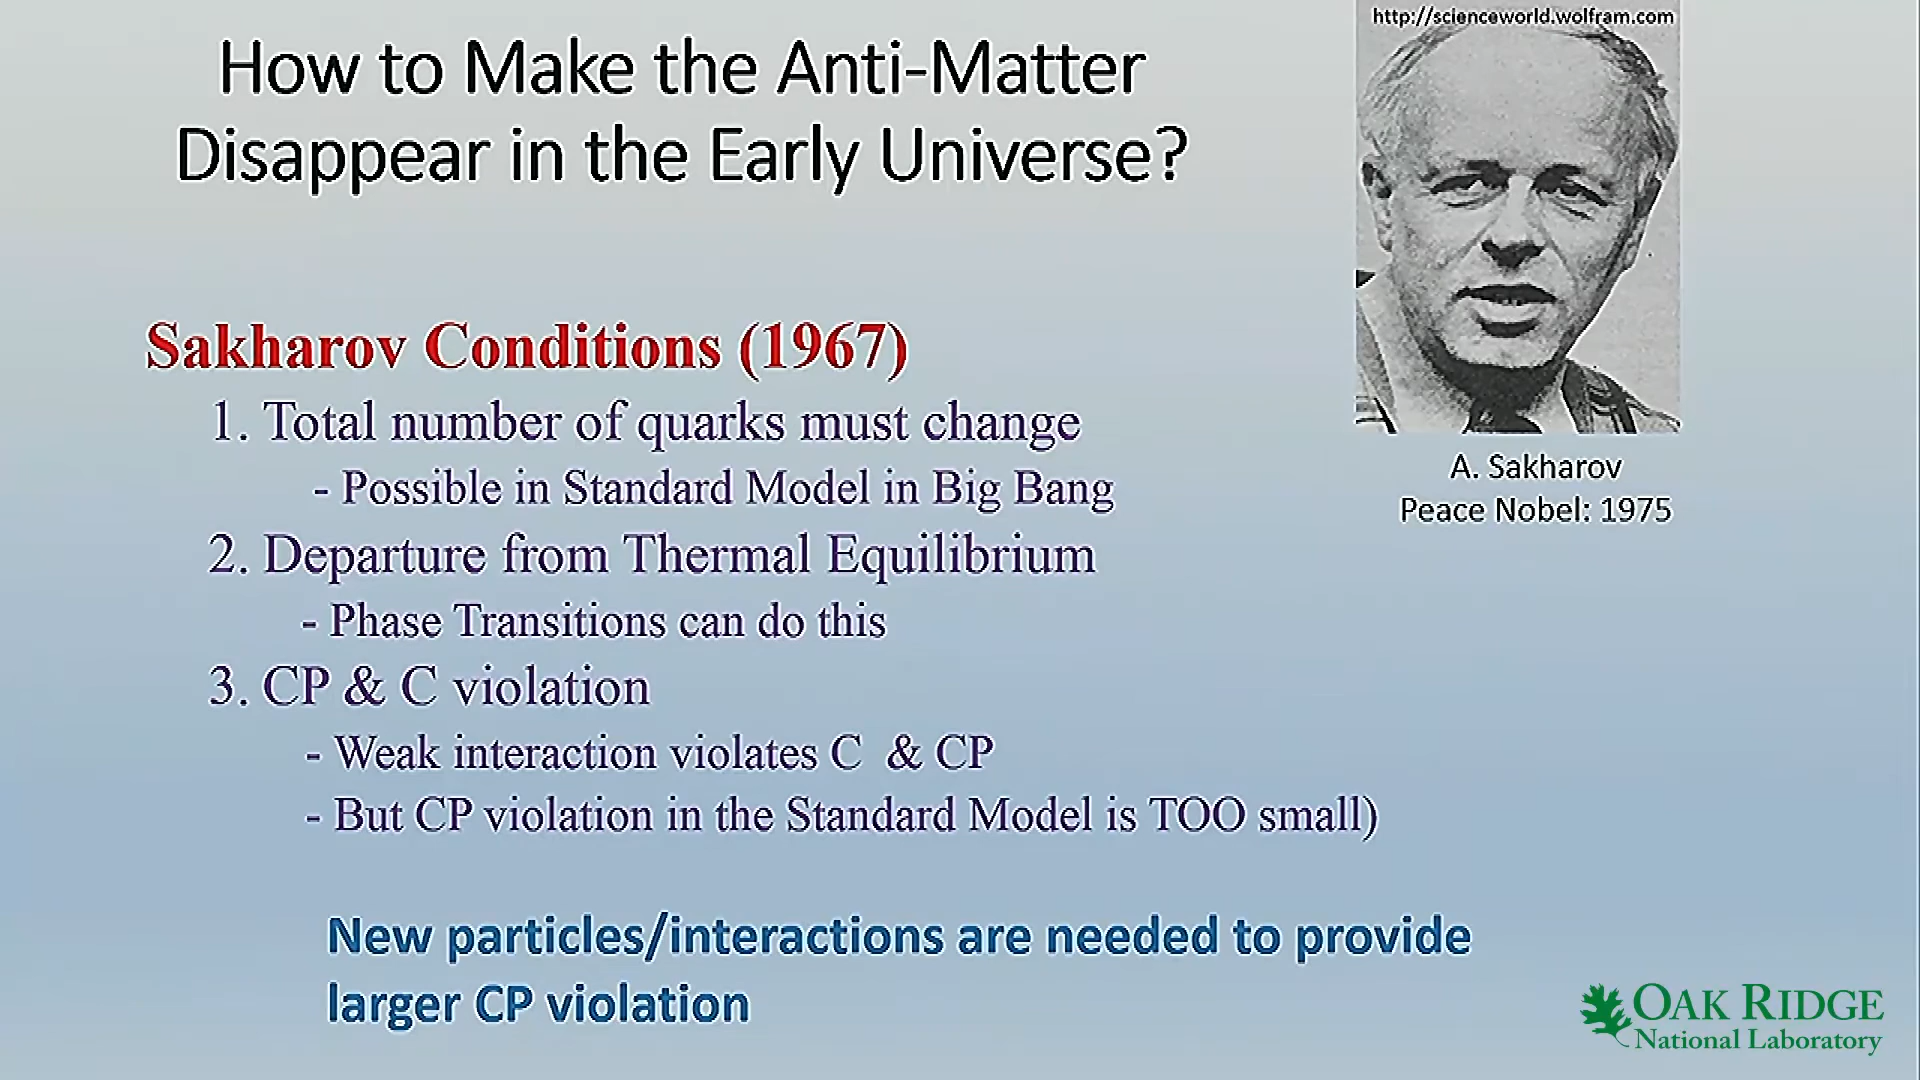 http://scienceworld.wolfram.com
How to Make the Anti-Matter
Disappear in the Early Universe?
Sakharov Conditions (1967)
1. Total number of quarks must change
- Possible in Standard Model in Big Bang
2. Departure from Thermal Equilibrium
- Phase Transitions can do this
3. CP & C violation
- Weak interaction violates C & CP
- But CP violation in the Standard Model is TOO small)
A. Sakharov
Peace Nobel: 1975
New particles/interactions are needed to provide
larger CP violation
OAK RIDGE
National Laboratory